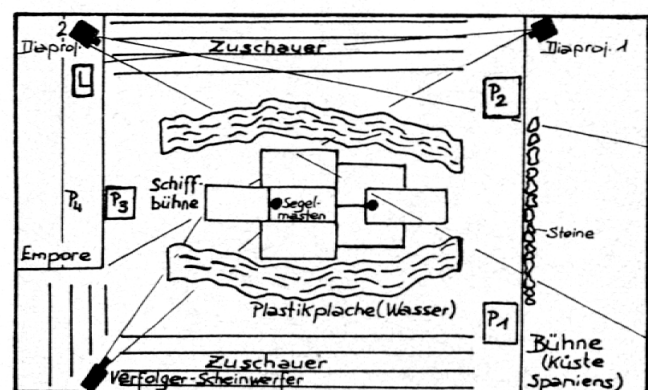 2
Diaproj.
Zuschauer
Diaproj. 1
L
P2
Schiff-
bühne
Segel-
masten
P4
P3
Steine
Empore
Plastikplache (Wasser)
P1
Bühne
(Küste
Spaniens)
Zuschauer
Verfolger-Scheinwerfer